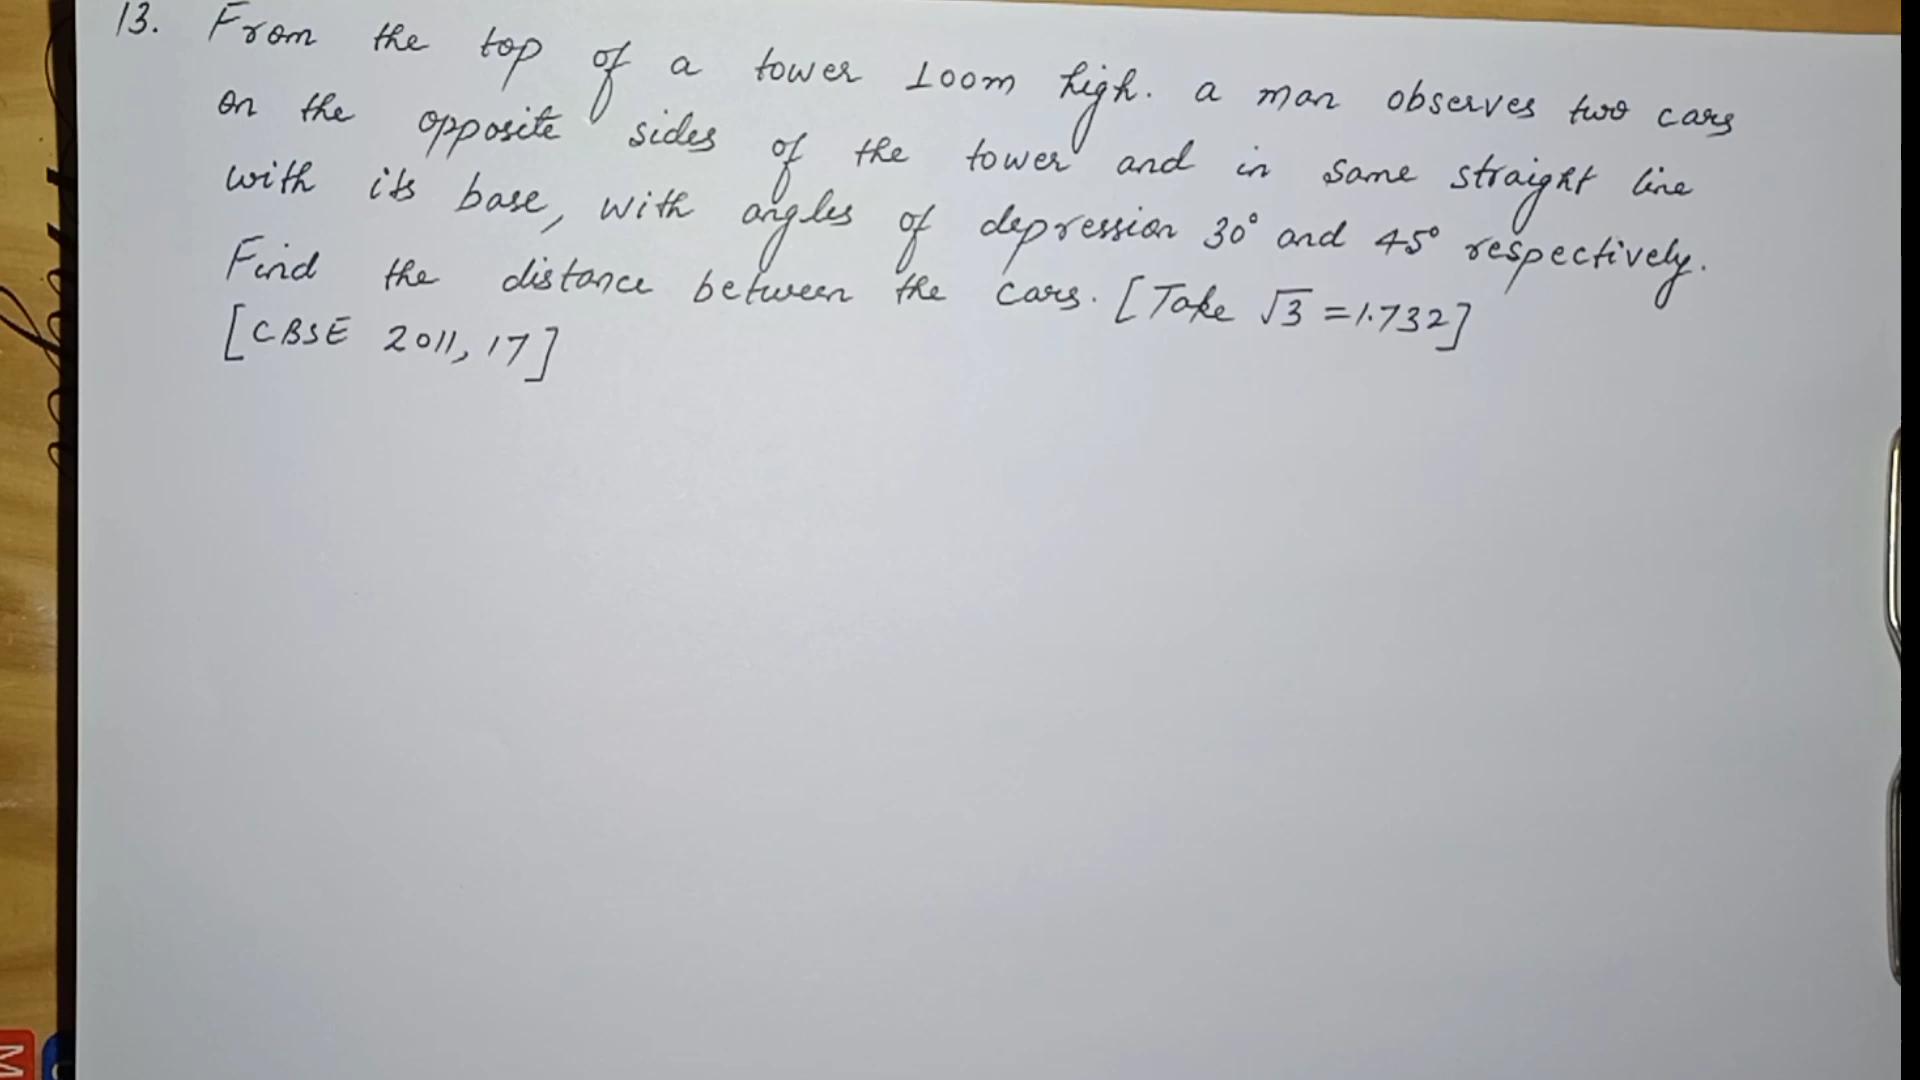 13. From the top of a tower 100m high. a man observes two cars
on the opposite sides of the tower and in same straight line
with its base, with angles of depression 30° and 45° respectively.
Find the distance between the cars. [Take √3 = 1.732]
[CBSE 2011, 17]
M